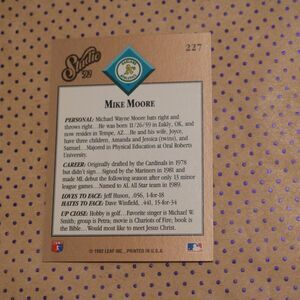 227
Studio
92
MIKE MOORE
PERSONAL: Michael Wayne Moore bats right and
throws right...He was born 11/26/59 in Eakly, OK, and
now resides in Tempe, AZ...He and his wife, Joyce,
have three children, Amanda and Jessica (twins), and
Samuel...Majored in Physical Education at Oral Roberts
University.
CAREER: Originally drafted by the Cardinals in 1978
but didn't sign...Signed by the Mariners in 1981 and
made ML debut the following season after only 13 minor
league games...Named to AL All Star team in 1989.
LOVES TO FACE: Jeff Huson, .056, 1-for-18
HATES TO FACE: Dave Winfield, .441, 15-for-34
UP CLOSE: Hobby is golf...Favorite singer is Michael W.
Smith; group is Petra; movie is Chariots of Fire; book is
the Bible...Would most like to meet Jesus Christ.
© 1992 LEAF INC. PRINTED IN U.S.A.